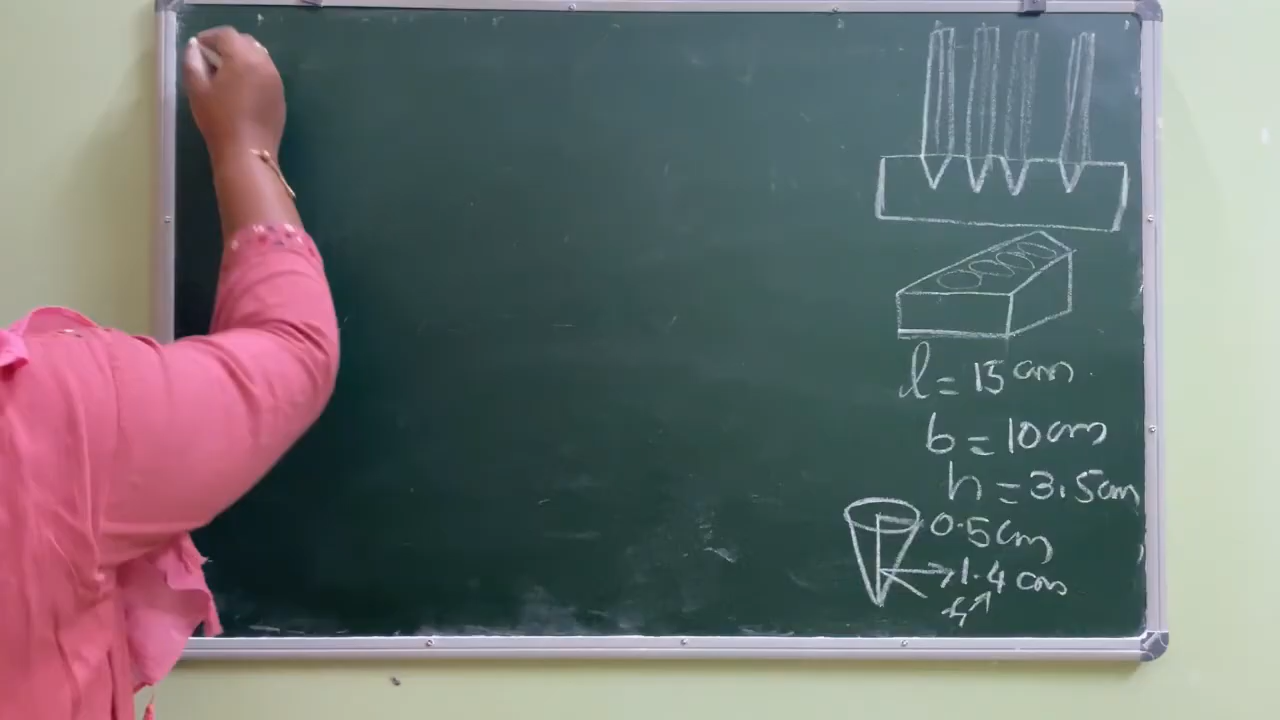 l = 15 cm
b = 10 cm
h = 3.5 cm
0.5 cm
1.4 cm